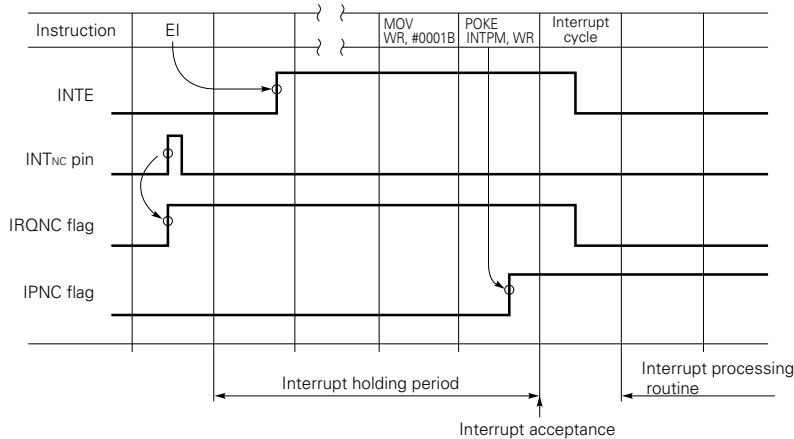 Instruction EI MOV POKE Interrupt
WR, #0001B INTPM, WR cycle
INTE
INTNC pin
IRQNC flag
IPNC flag
Interrupt holding period
Interrupt processing
routine
Interrupt acceptance